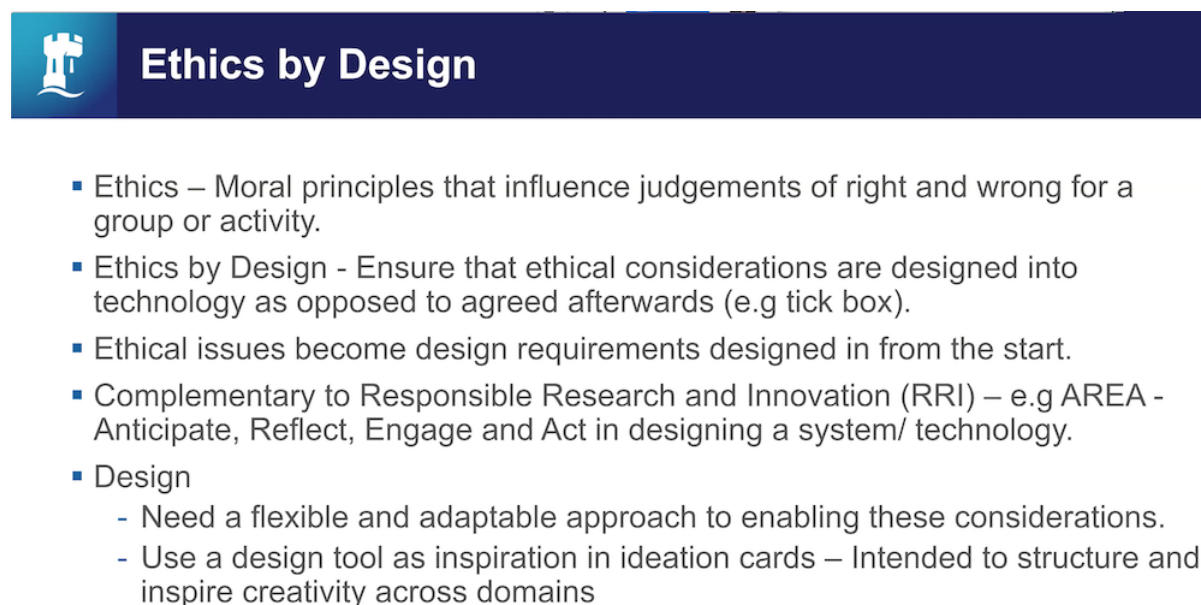 Ethics by Design
Ethics – Moral principles that influence judgements of right and wrong for a
group or activity.
Ethics by Design - Ensure that ethical considerations are designed into
technology as opposed to agreed afterwards (e.g tick box).
Ethical issues become design requirements designed in from the start.
Complementary to Responsible Research and Innovation (RRI) – e.g AREA -
Anticipate, Reflect, Engage and Act in designing a system/ technology.
Design
- Need a flexible and adaptable approach to enabling these considerations.
- Use a design tool as inspiration in ideation cards – Intended to structure and
inspire creativity across domains